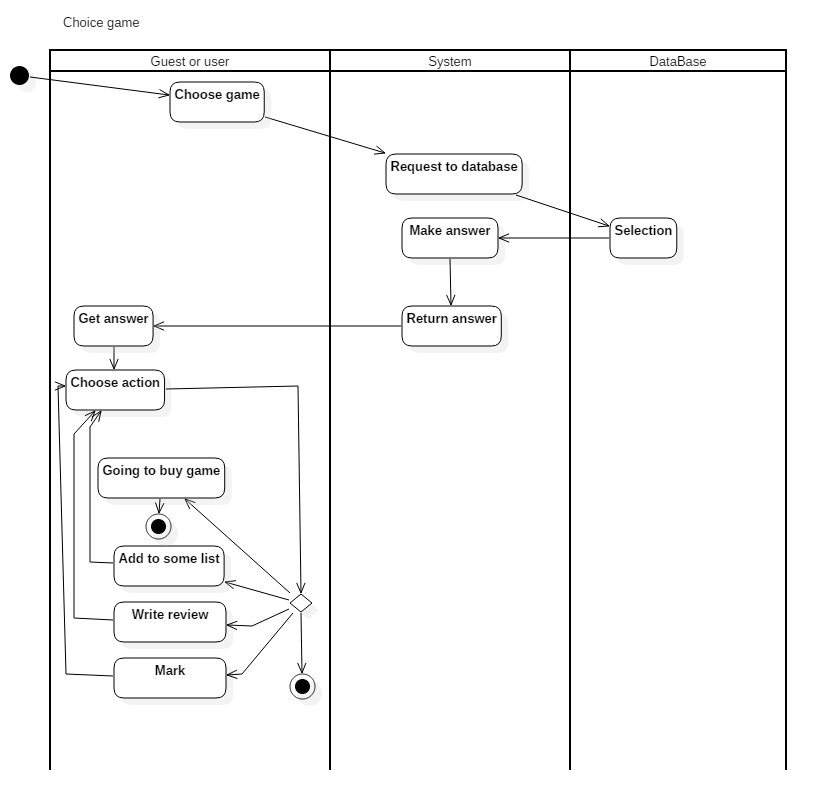 Choice game
Guest or user
System
DataBase
Choose game
Request to database
Make answer
Selection
Get answer
Return answer
Choose action
Going to buy game
Add to some list
Write review
Mark